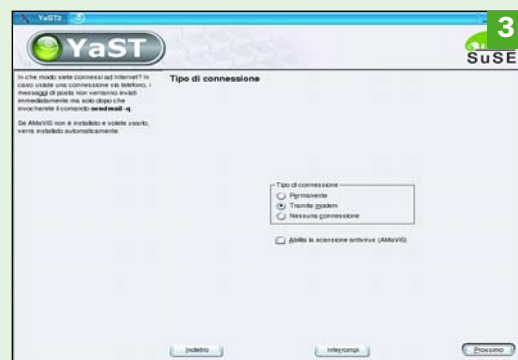 YaST2
3
YaST
SuSE
In che modo siete connessi ad Internet? In
caso usiate una connessione via telefono, i
messaggi di posta non verranno inviati
immediatamente ma solo dopo che
invocherete il comando sendmail -q.
Se AMaViS non è installato e volete usarlo,
verrà installato automaticamente.
Tipo di connessione
Tipo di connessione
Permanente
Tramite modem
Nessuna connessione
Abilita la scansione antivirus (AMaViS)
Indietro
Interrompi
Prossimo